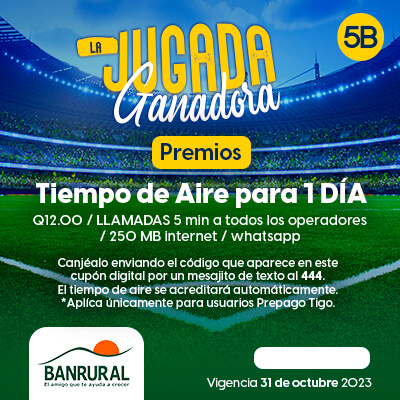 LA
JUGADA
Ganadora
5B
Premios
Tiempo de Aire para 1 DÍA
Q12.00 / LLAMADAS 5 min a todos los operadores
/ 250 MB internet / whatsapp
Canjéalo enviando el código que aparece en este
cupón digital por un mesajito de texto al 444.
El tiempo de aire se acreditará automáticamente.
*Aplíca únicamente para usuarios Prepago Tigo.
BANRURAL
El amigo que te ayuda a crecer
Vigencia 31 de octubre 2023